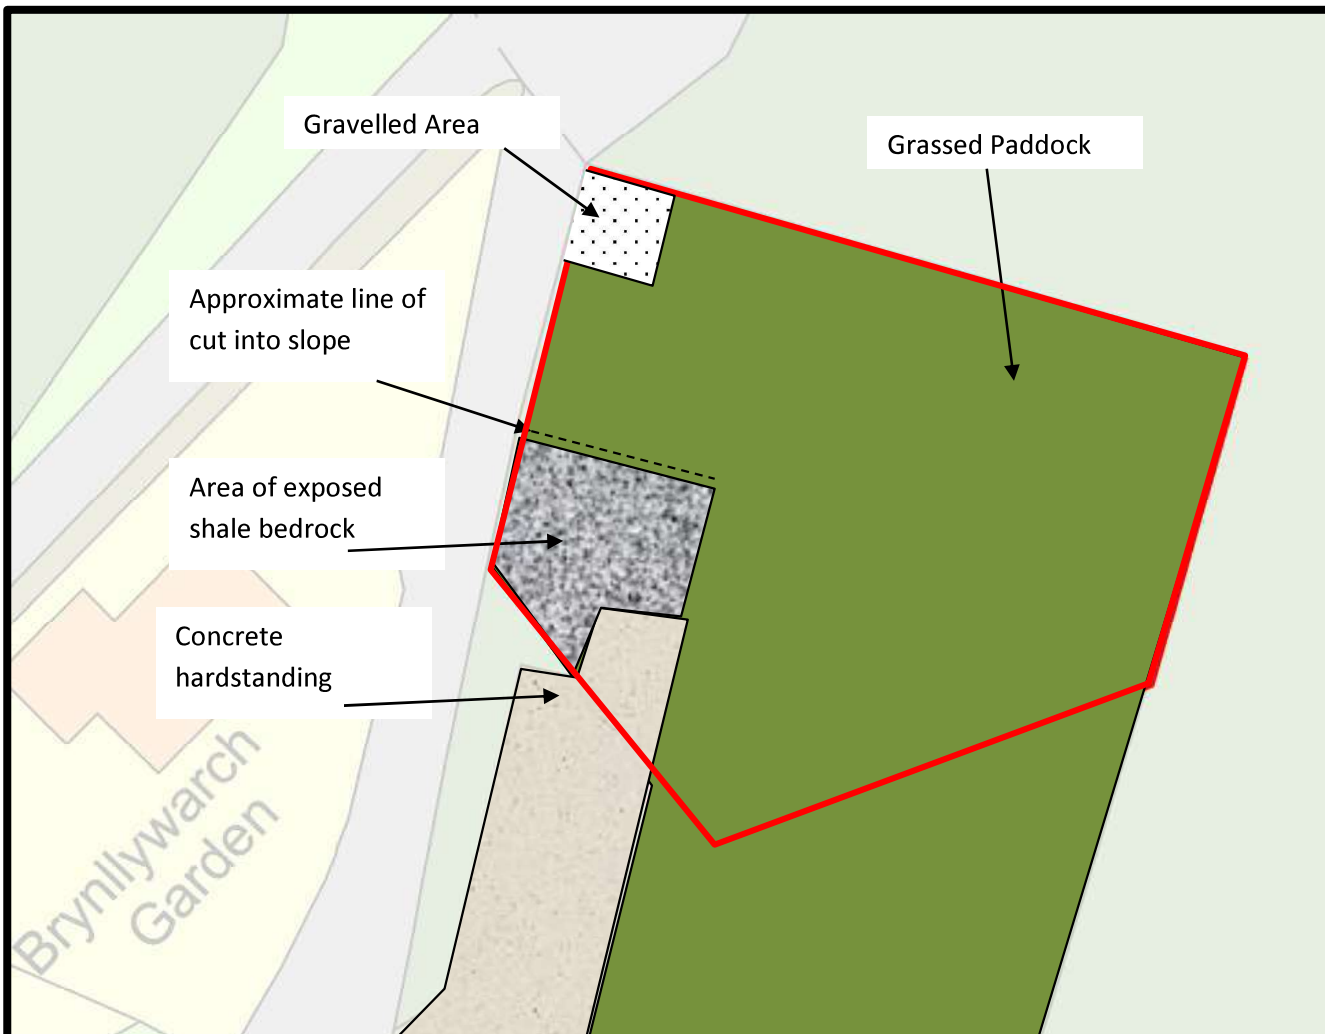 Gravelled Area
Grassed Paddock
Approximate line of
cut into slope
Area of exposed
shale bedrock
Concrete
hardstanding
Brynllywarch
Garden